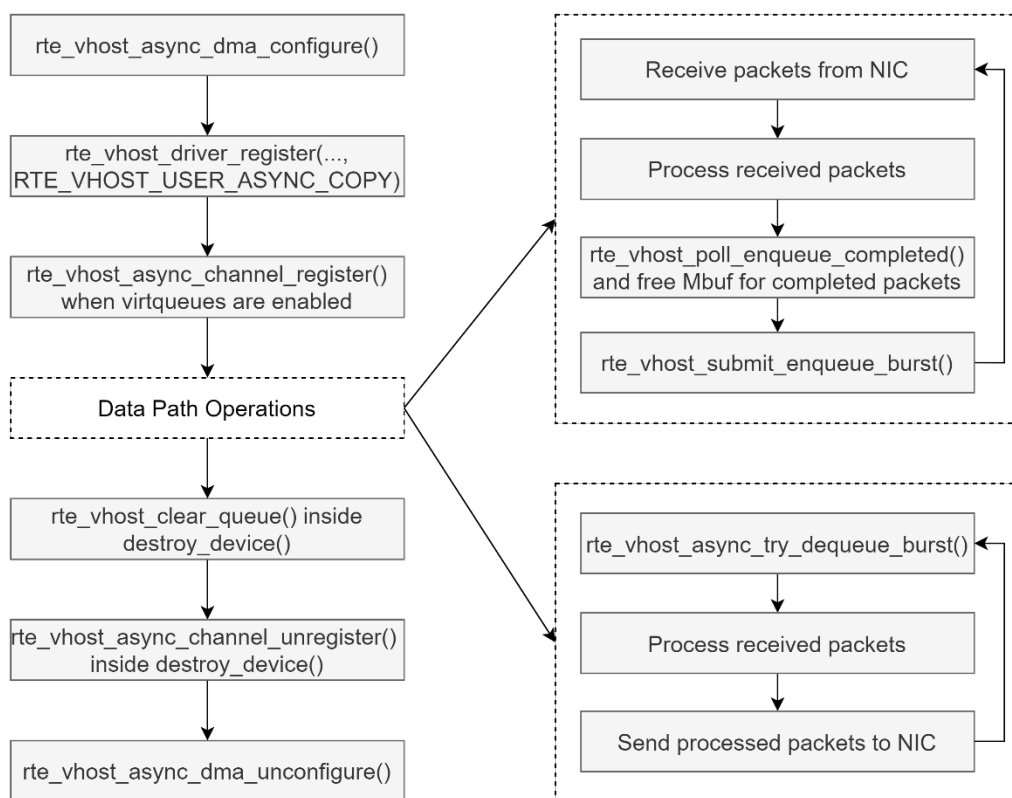 rte_vhost_async_dma_configure()
rte_vhost_driver_register(...,
RTE_VHOST_USER_ASYNC_COPY)
rte_vhost_async_channel_register()
when virtqueues are enabled
Data Path Operations
rte_vhost_clear_queue() inside
destroy_device()
rte_vhost_async_channel_unregister()
inside destroy_device()
rte_vhost_async_dma_unconfigure()
Receive packets from NIC
Process received packets
rte_vhost_poll_enqueue_completed()
and free Mbuf for completed packets
rte_vhost_submit_enqueue_burst()
rte_vhost_async_try_dequeue_burst()
Process received packets
Send processed packets to NIC